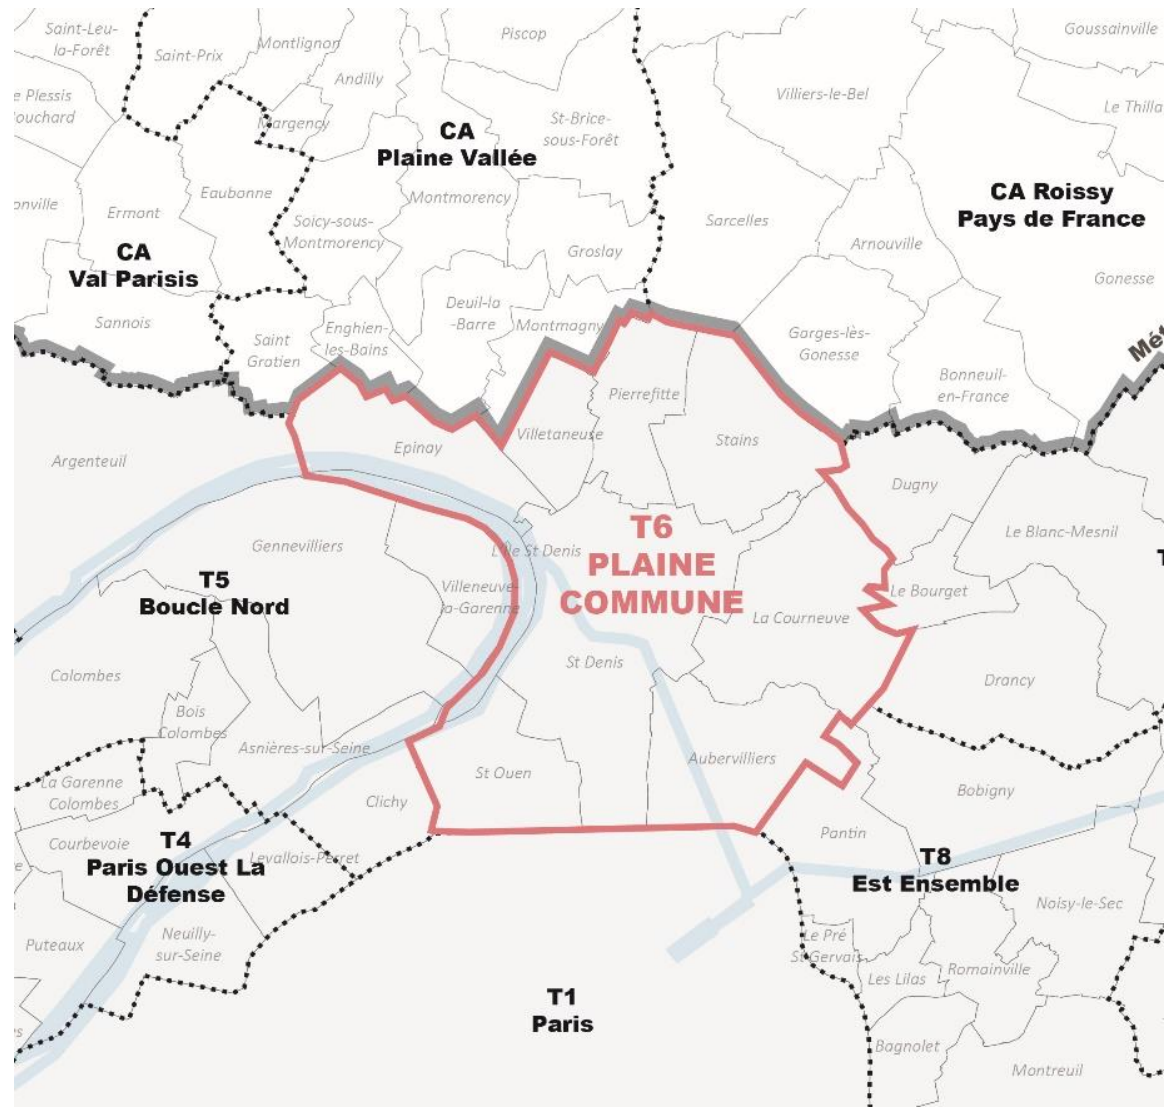 Saint-Leu-
la-Forêt
Saint-Prix
Montlignon
Piscop
Goussainville
Andilly
Villiers-le-Bel
e Plessis
ouchard
Margency
CA
Plaine Vallée
St-Brice-
sous-Forêt
Le Thilla
onville
Ermont
Eaubonne
Montmorency
CA Roissy
Pays de France
Soicy-sous-
Montmorency
Sarcelles
Arnouville
CA
Val Parisis
Groslay
Gonesse
Sannois
Saint
Gratien
Enghien-
les-Bains
Deuil-la
-Barre
Montmagny
Garges-lès-
Gonesse
Mét
Bonneuil-
en-France
Pierrefitte
Argenteuil
Epinay
Villetaneuse
Stains
Dugny
Le Blanc-Mesnil
Gennevilliers
L'Île St Denis
T6
PLAINE
COMMUNE
T5
Boucle Nord
Villeneuve-
la-Garenne
Le Bourget
La Courneuve
T
Colombes
St Denis
Drancy
Bois
Colombes
Asnières-sur-Seine
St Ouen
Aubervilliers
La Garenne
Colombes
Clichy
Bobigny
Courbevoie
T4
Paris Ouest La
Défense
Levallois-Perret
Pantin
T8
Est Ensemble
Puteaux
Neuilly-
sur-Seine
Noisy-le-Sec
Le Pré
St Gervais
Les Lilas
Romainville
T1
Paris
Bagnolet
Montreuil